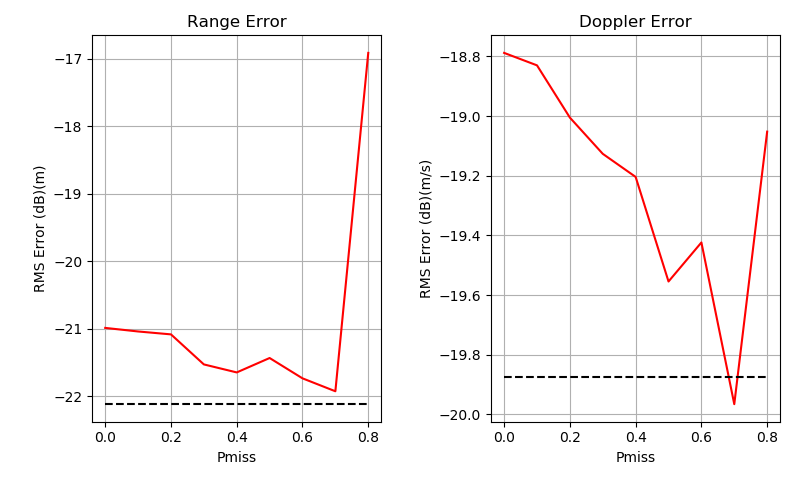 Range Error
RMS Error (dB)(m)
−17
−18
−19
−20
−21
−22
0.0 0.2 0.4 0.6 0.8
Pmiss
Doppler Error
RMS Error (dB)(m/s)
−18.8
−19.0
−19.2
−19.4
−19.6
−19.8
−20.0
0.0 0.2 0.4 0.6 0.8
Pmiss